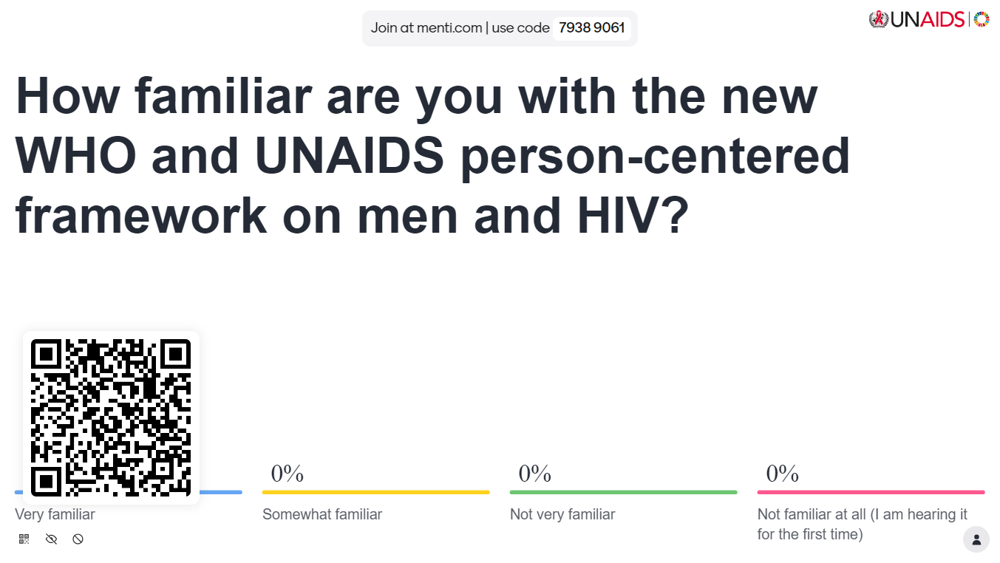 Join at menti.com | use code 7938 9061
UNAIDS
How familiar are you with the new
WHO and UNAIDS person-centered
framework on men and HIV?
0%
0%
0%
Very familiar
Somewhat familiar
Not very familiar
Not familiar at all (I am hearing it
for the first time)